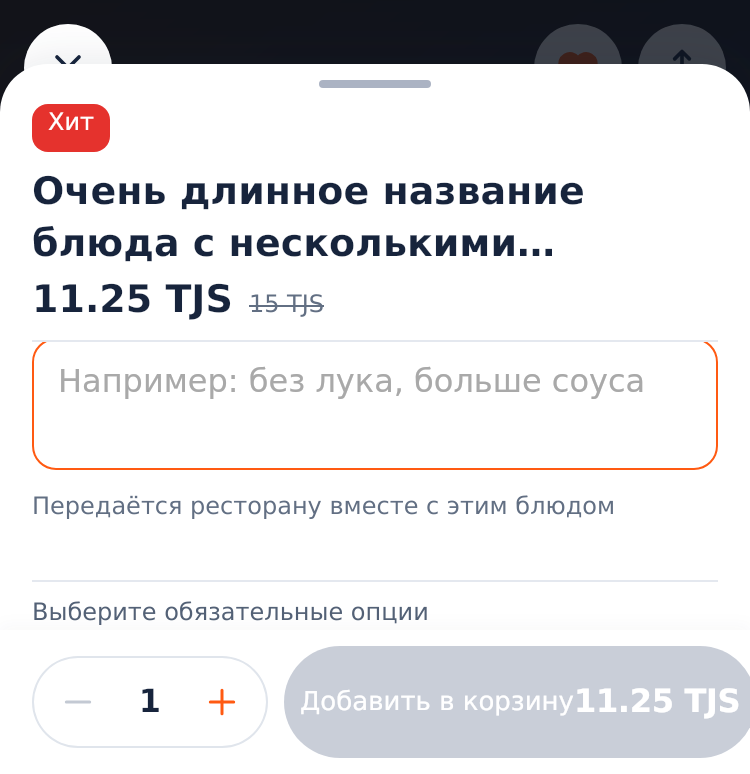 Хит
Очень длинное название
блюда с несколькими…
11.25 TJS 15 TJS
Например: без лука, больше соуса
Передаётся ресторану вместе с этим блюдом
Выберите обязательные опции
1
Добавить в корзину11.25 TJS